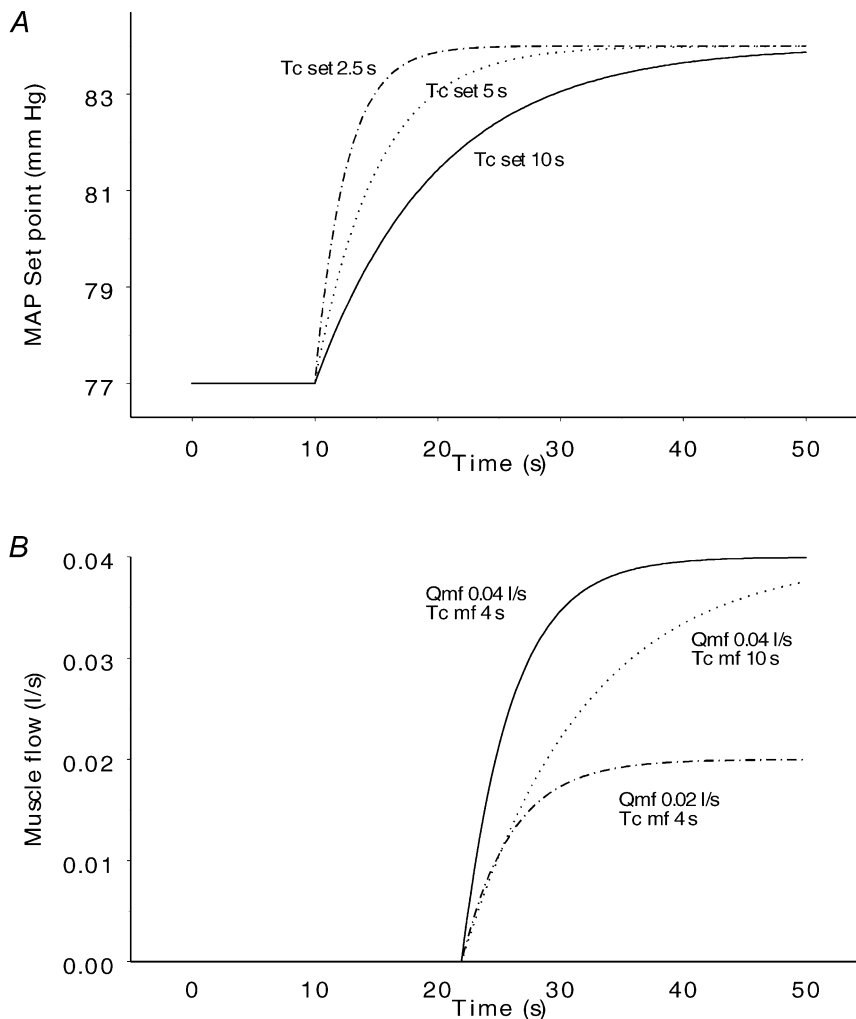 A
MAP Set point (mm Hg)
83
81
79
77
Tc set 2.5 s
Tc set 5 s
Tc set 10 s
0 10 20 30 40 50
Time (s)
B
Muscle flow (l/s)
0.04
0.03
0.02
0.01
0.00
Qmf 0.04 l/s
Tc mf 4 s
Qmf 0.04 l/s
Tc mf 10 s
Qmf 0.02 l/s
Tc mf 4 s
0 10 20 30 40 50
Time (s)